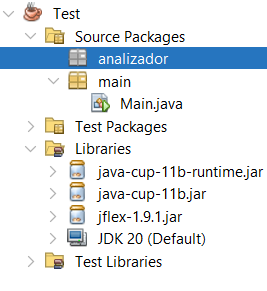 Test
Source Packages
analizador
main
Main.java
Test Packages
Libraries
java-cup-11b-runtime.jar
java-cup-11b.jar
jflex-1.9.1.jar
JDK 20 (Default)
Test Libraries